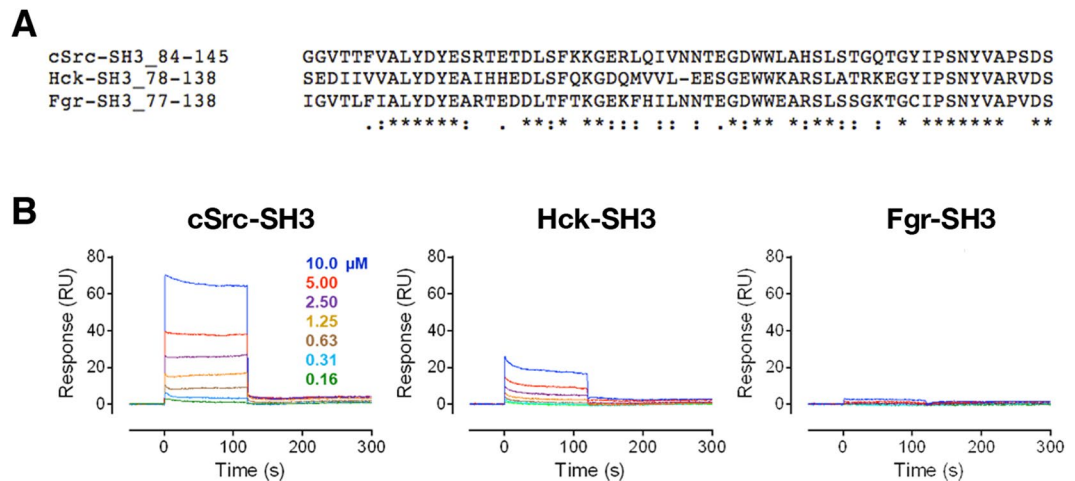 A
cSrc-SH3_84-145 GGVTTFVALYDYESRTETDLSFKKGERLQIVNNTEGDWWLAHSLSTGQTGYIPSNYVAPSDS
Hck-SH3_78-138 SEDIIVVALYDYEAIHHEDLSFQKGDQMVVL-EESGEWWKARSLATRKEGYIPSNYVARVDS
Fgr-SH3_77-138 IGVTLFIALYDYEARTEDDLTFTKGEKFHILNNTEGDWWEARSLSSGKTGCIPSNYVAPVDS
.:******: . **:* **::: :: : .*:** *:**:: : * ******* **
B
cSrc-SH3 Hck-SH3 Fgr-SH3
Response (RU)
80
60
40
20
0
10.0 µM
5.00
2.50
1.25
0.63
0.31
0.16
0 100 200 300
Time (s)
Response (RU)
80
60
40
20
0
0 100 200 300
Time (s)
Response (RU)
80
60
40
20
0
0 100 200 300
Time (s)